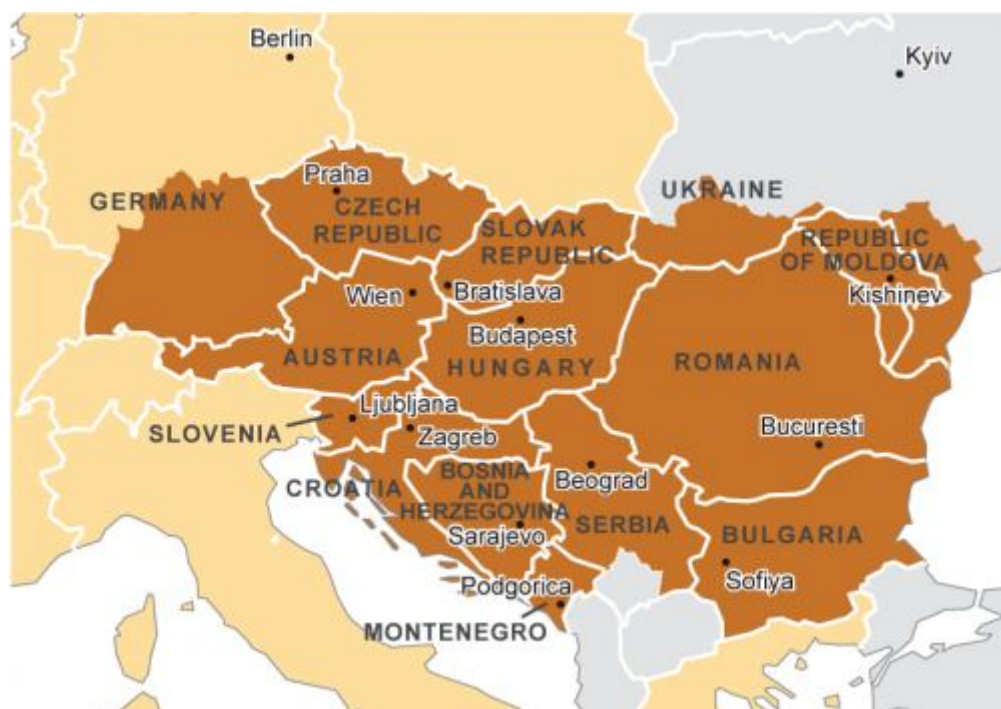 Berlin
Kyiv
Praha
GERMANY
CZECH
REPUBLIC
UKRAINE
SLOVAK
REPUBLIC
REPUBLIC
OF MOLDOVA
Kishinev
Wien
Bratislava
Budapest
AUSTRIA
HUNGARY
ROMANIA
Ljubljana
SLOVENIA
Zagreb
Bucuresti
CROATIA
BOSNIA
AND
HERZEGOVINA
Sarajevo
Beograd
SERBIA
BULGARIA
Sofiya
Podgorica
MONTENEGRO